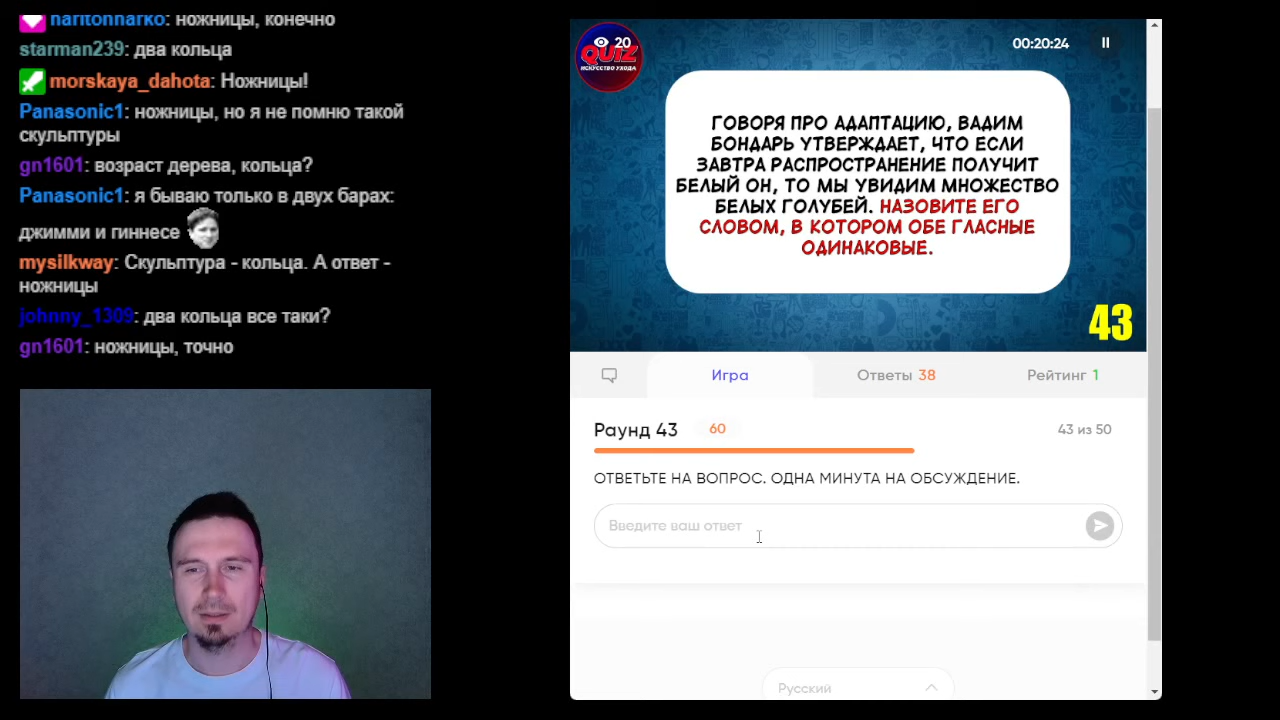 naritonnarko: ножницы, конечно
starman239: два кольца
morskaya_dahota: Ножницы!
Panasonic1: ножницы, но я не помню такой
скульптуры
gn1601: возраст дерева, кольца?
Panasonic1: я бываю только в двух барах:
джимми и гиннесе
mysilkway: Скульптура - кольца. А ответ -
ножницы
johnny_1309: два кольца все таки?
gn1601: ножницы, точно
20
QUIZ
ИСКУССТВО УХОДА
00:20:24
ГОВОРЯ ПРО АДАПТАЦИЮ, ВАДИМ
БОНДАРЬ УТВЕРЖДАЕТ, ЧТО ЕСЛИ
ЗАВТРА РАСПРОСТРАНЕНИЕ ПОЛУЧИТ
БЕЛЫЙ ОН, ТО МЫ УВИДИМ МНОЖЕСТВО
БЕЛЫХ ГОЛУБЕЙ. НАЗОВИТЕ ЕГО
СЛОВОМ, В КОТОРОМ ОБЕ ГЛАСНЫЕ
ОДИНАКОВЫЕ.
43
Игра
Ответы 38
Рейтинг 1
Раунд 43
60
43 из 50
ОТВЕТЬТЕ НА ВОПРОС. ОДНА МИНУТА НА ОБСУЖДЕНИЕ.
Введите ваш ответ
Русский